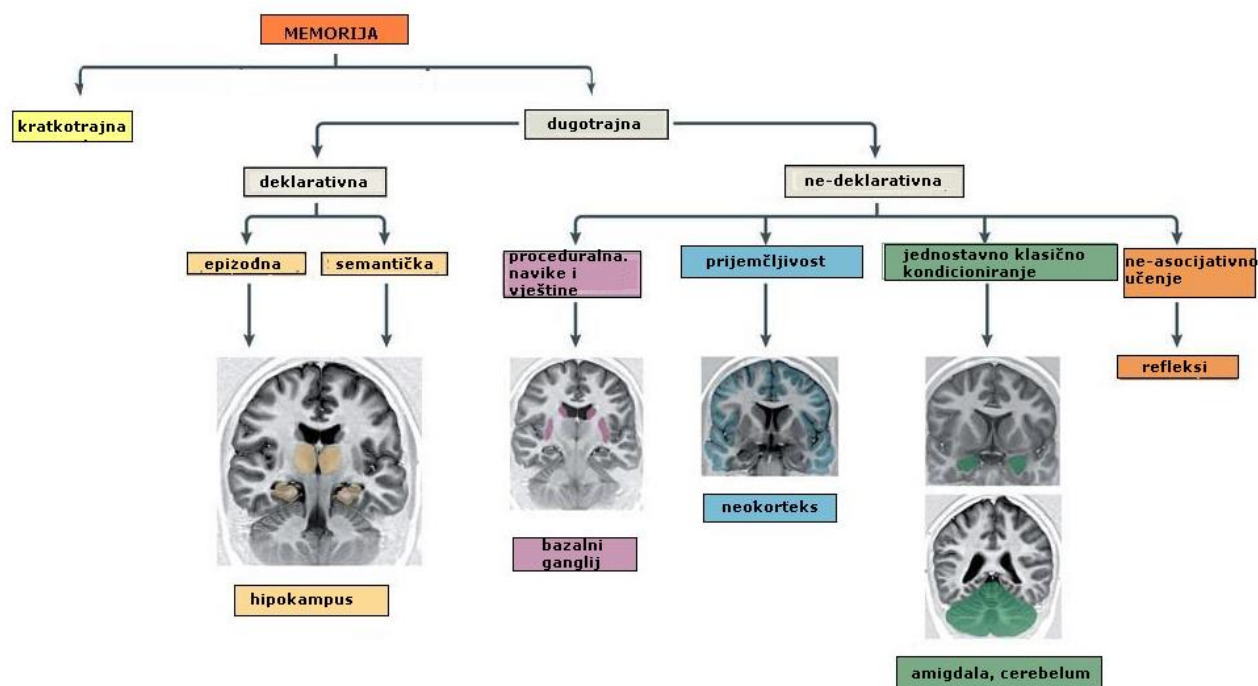 MEMORIJA
kratkotrajna
dugotrajna
deklarativna
ne-deklarativna
epizodna
semantička
proceduralna.
navike i
vještine
prijemčljivost
jednostavno klasično
kondicioniranje
ne-asocijativno
učenje
refleksi
neokorteks
bazalni
ganglij
hipokampus
amigdala, cerebelum